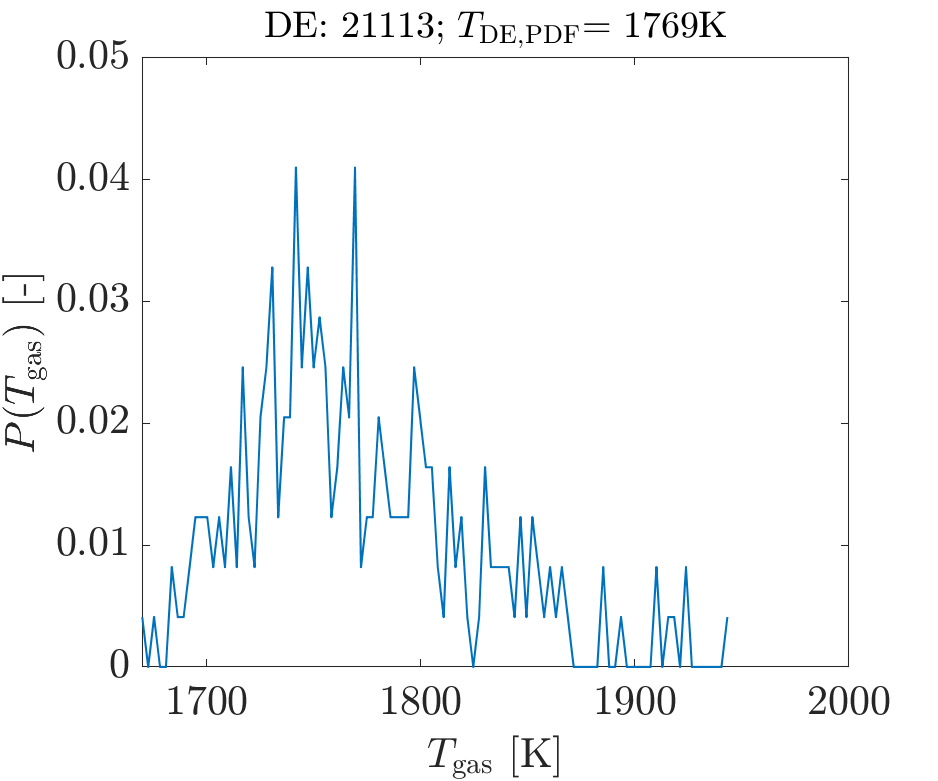 DE: 21113; T_DE,PDF= 1769K
0.05
0.04
0.03
0.02
0.01
0
P(T_gas) [-]
1700 1800 1900 2000
T_gas [K]